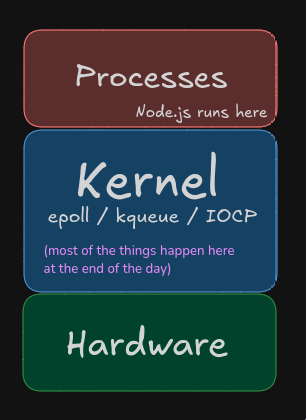 Processes
Node.js runs here
Kernel
epoll / kqueue / IOCP
(most of the things happen here
at the end of the day)
Hardware